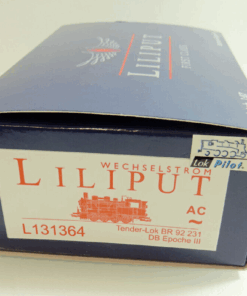 LILIPUT
WECHSELSTROM
LILIPUT
Lok Pilot.
AC
~
L131364
Tender-Lok BR 92 231
DB Epoche III